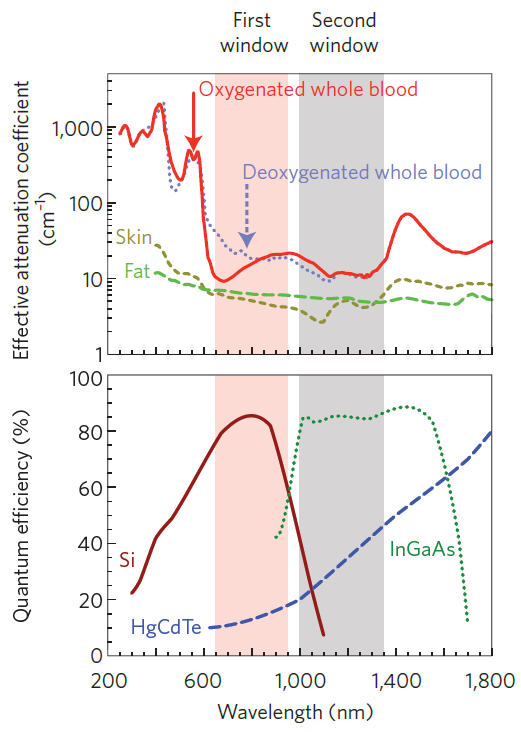 First
window
Second
window
Effective attenuation coefficient
(cm⁻¹)
1,000
100
10
1
Oxygenated whole blood
Deoxygenated whole blood
Skin
Fat
Quantum efficiency (%)
100
80
60
40
20
0
Si
HgCdTe
InGaAs
200
600
1,000
1,400
1,800
Wavelength (nm)